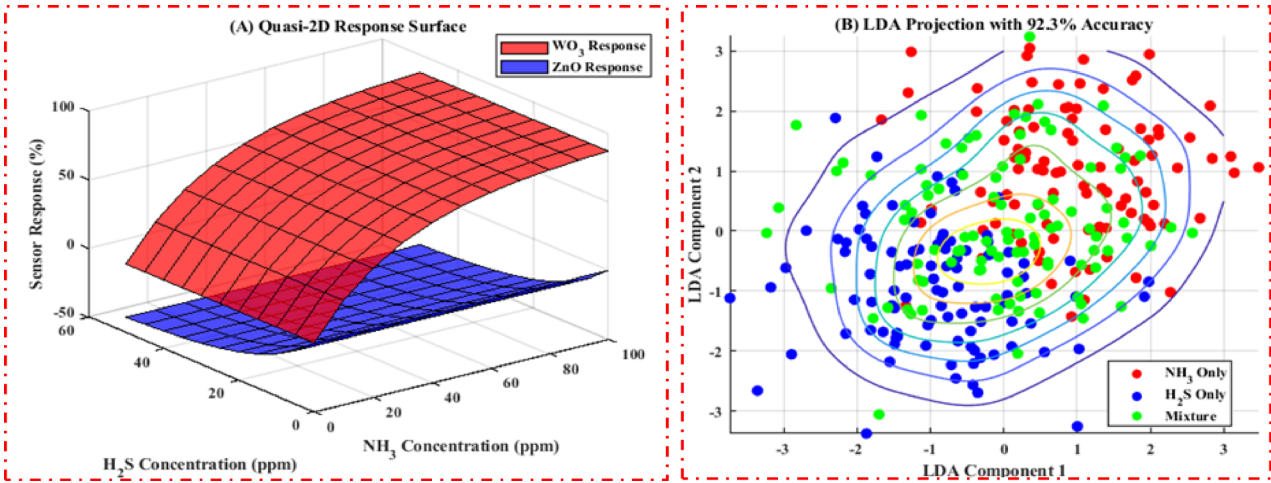 (A) Quasi-2D Response Surface
WO3 Response
ZnO Response
Sensor Response (%)
100
50
0
-50
60
40
20
0
0
20
40
60
80
100
H2S Concentration (ppm)
NH3 Concentration (ppm)
(B) LDA Projection with 92.3% Accuracy
LDA Component 2
3
2
1
0
-1
-2
-3
-3
-2
-1
0
1
2
3
LDA Component 1
NH3 Only
H2S Only
Mixture